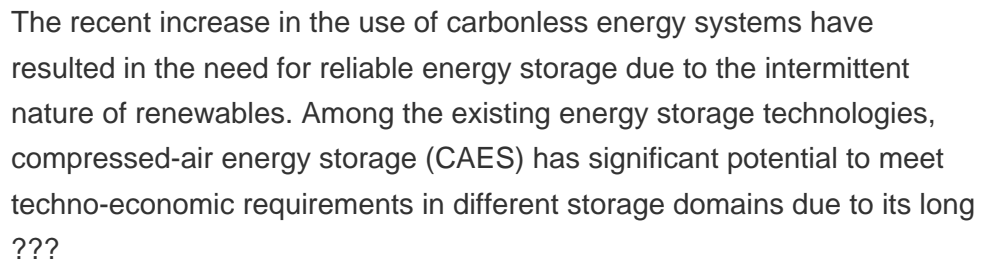 The recent increase in the use of carbonless energy systems have
resulted in the need for reliable energy storage due to the intermittent
nature of renewables. Among the existing energy storage technologies,
compressed-air energy storage (CAES) has significant potential to meet
techno-economic requirements in different storage domains due to its long
???